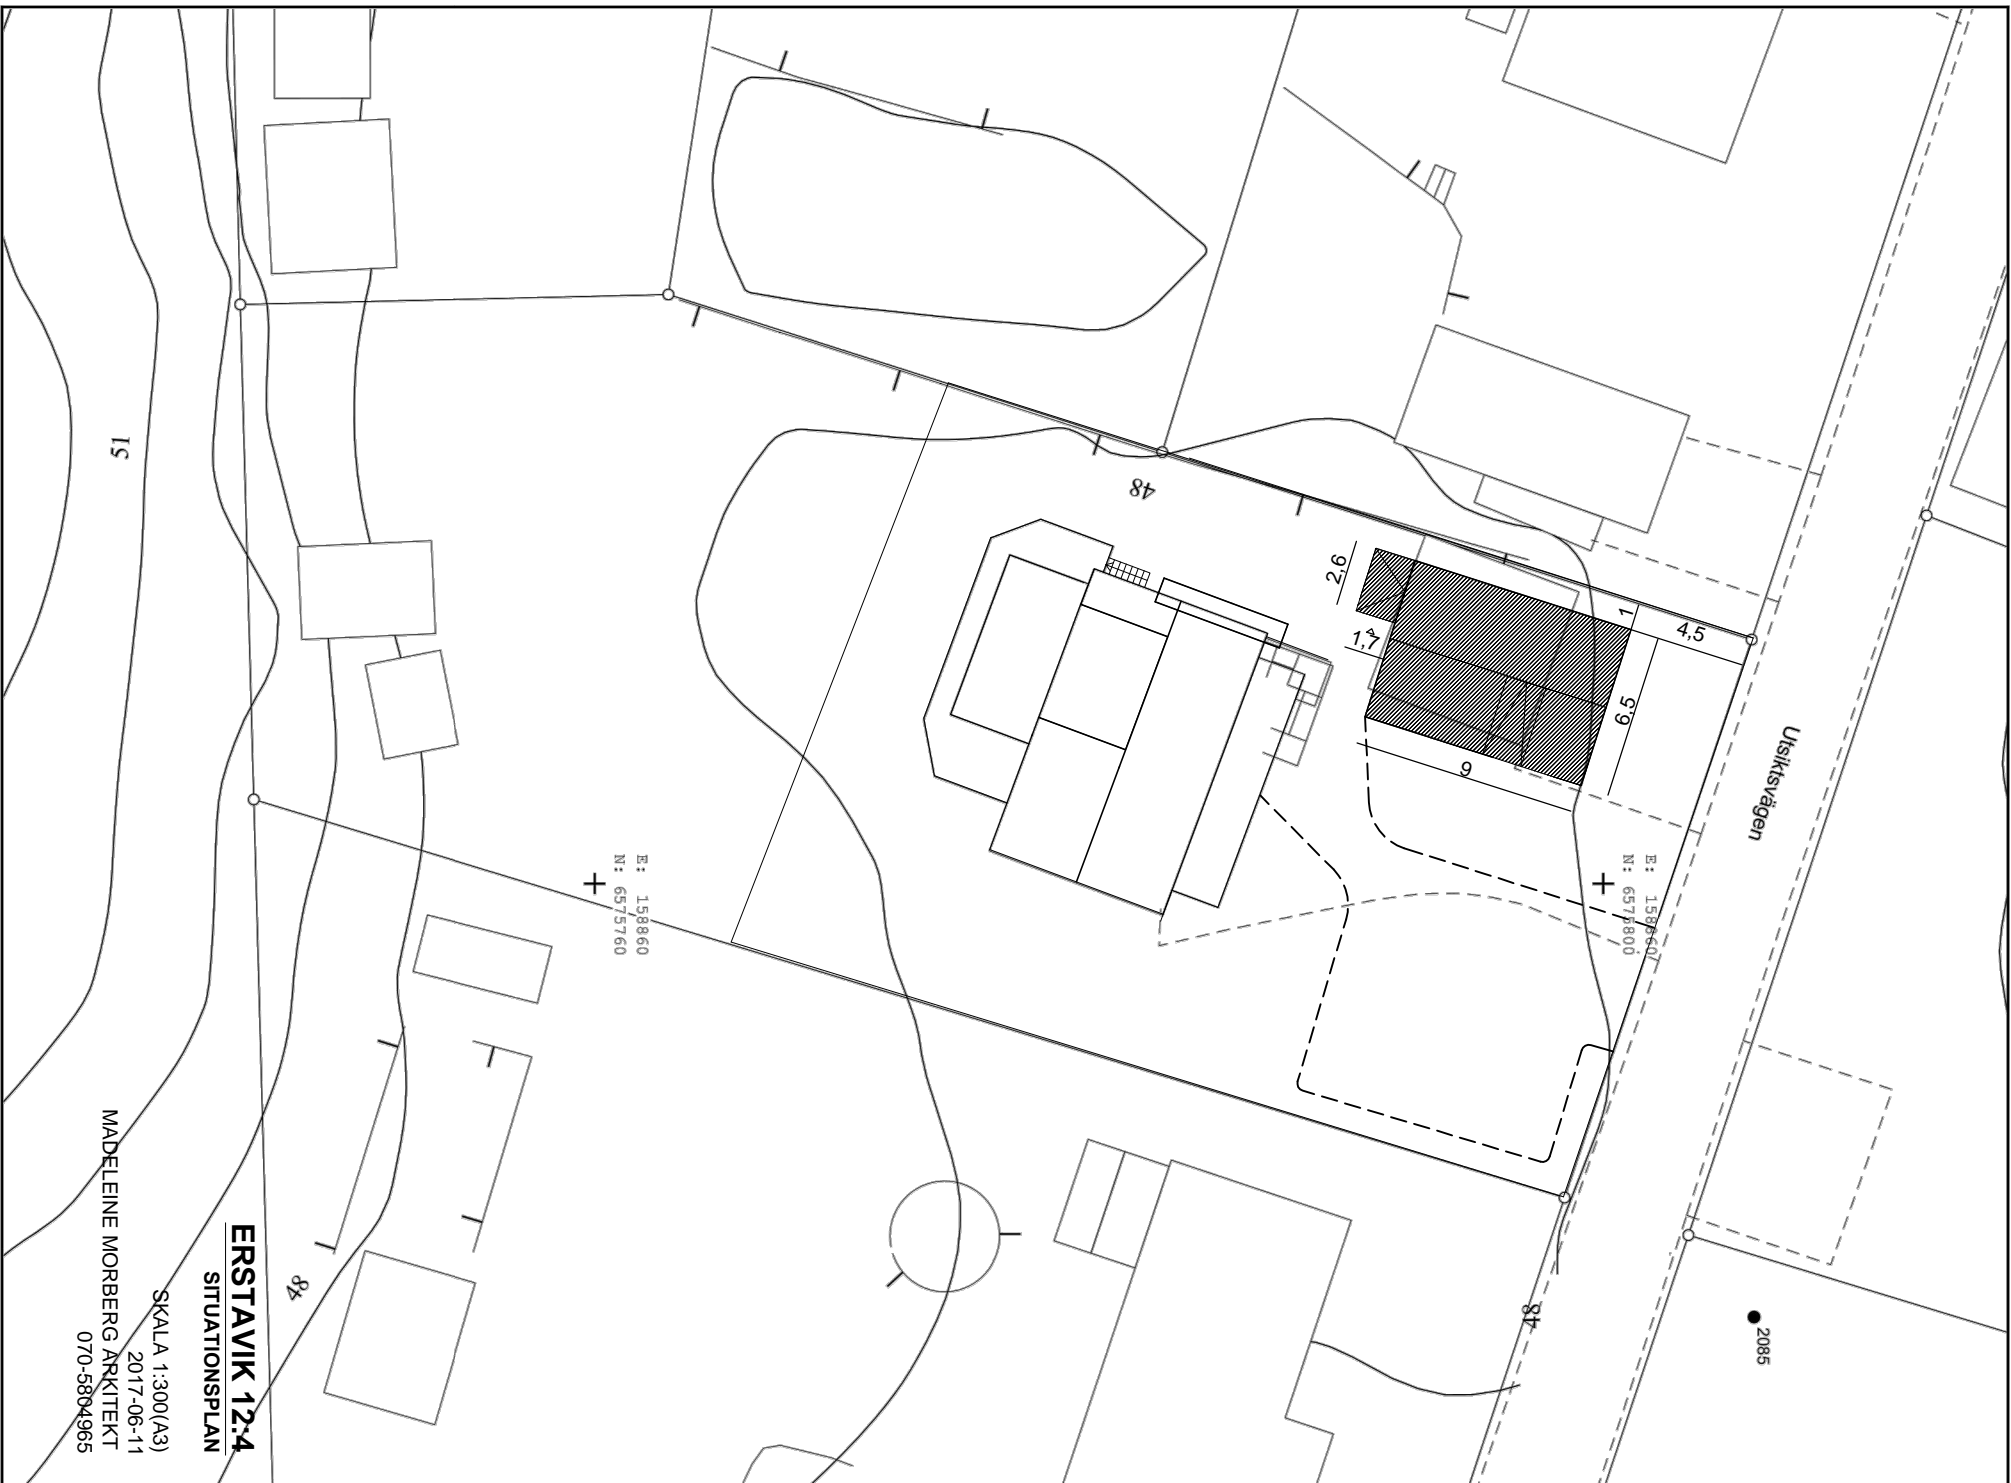 51
48
2,6
1,7
1
4,5
6,5
9
Utsiktsvägen
E: 158860
N: 6575760
E: 158860
N: 6575800
48
48
2085
ERSTAVIK 12:4
SITUATIONSPLAN
SKALA 1:300(A3)
2017-06-11
MADELEINE MORBERG ARKITEKT
070-5804965